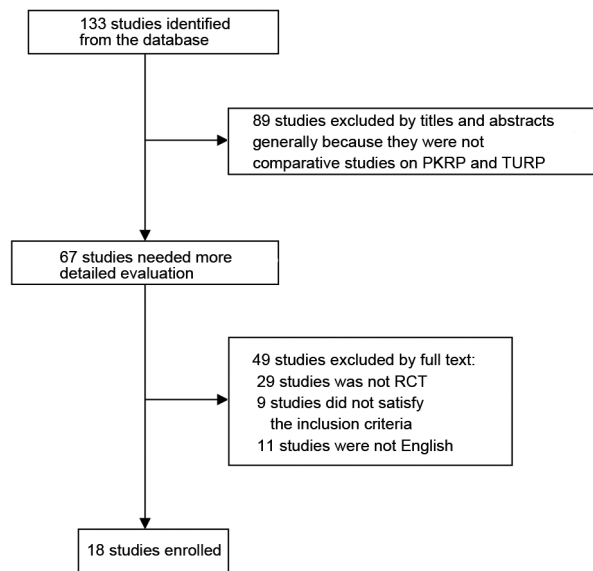 133 studies identified
from the database
89 studies excluded by titles and abstracts
generally because they were not
comparative studies on PKRP and TURP
67 studies needed more
detailed evaluation
49 studies excluded by full text:
29 studies was not RCT
9 studies did not satisfy
the inclusion criteria
11 studies were not English
18 studies enrolled